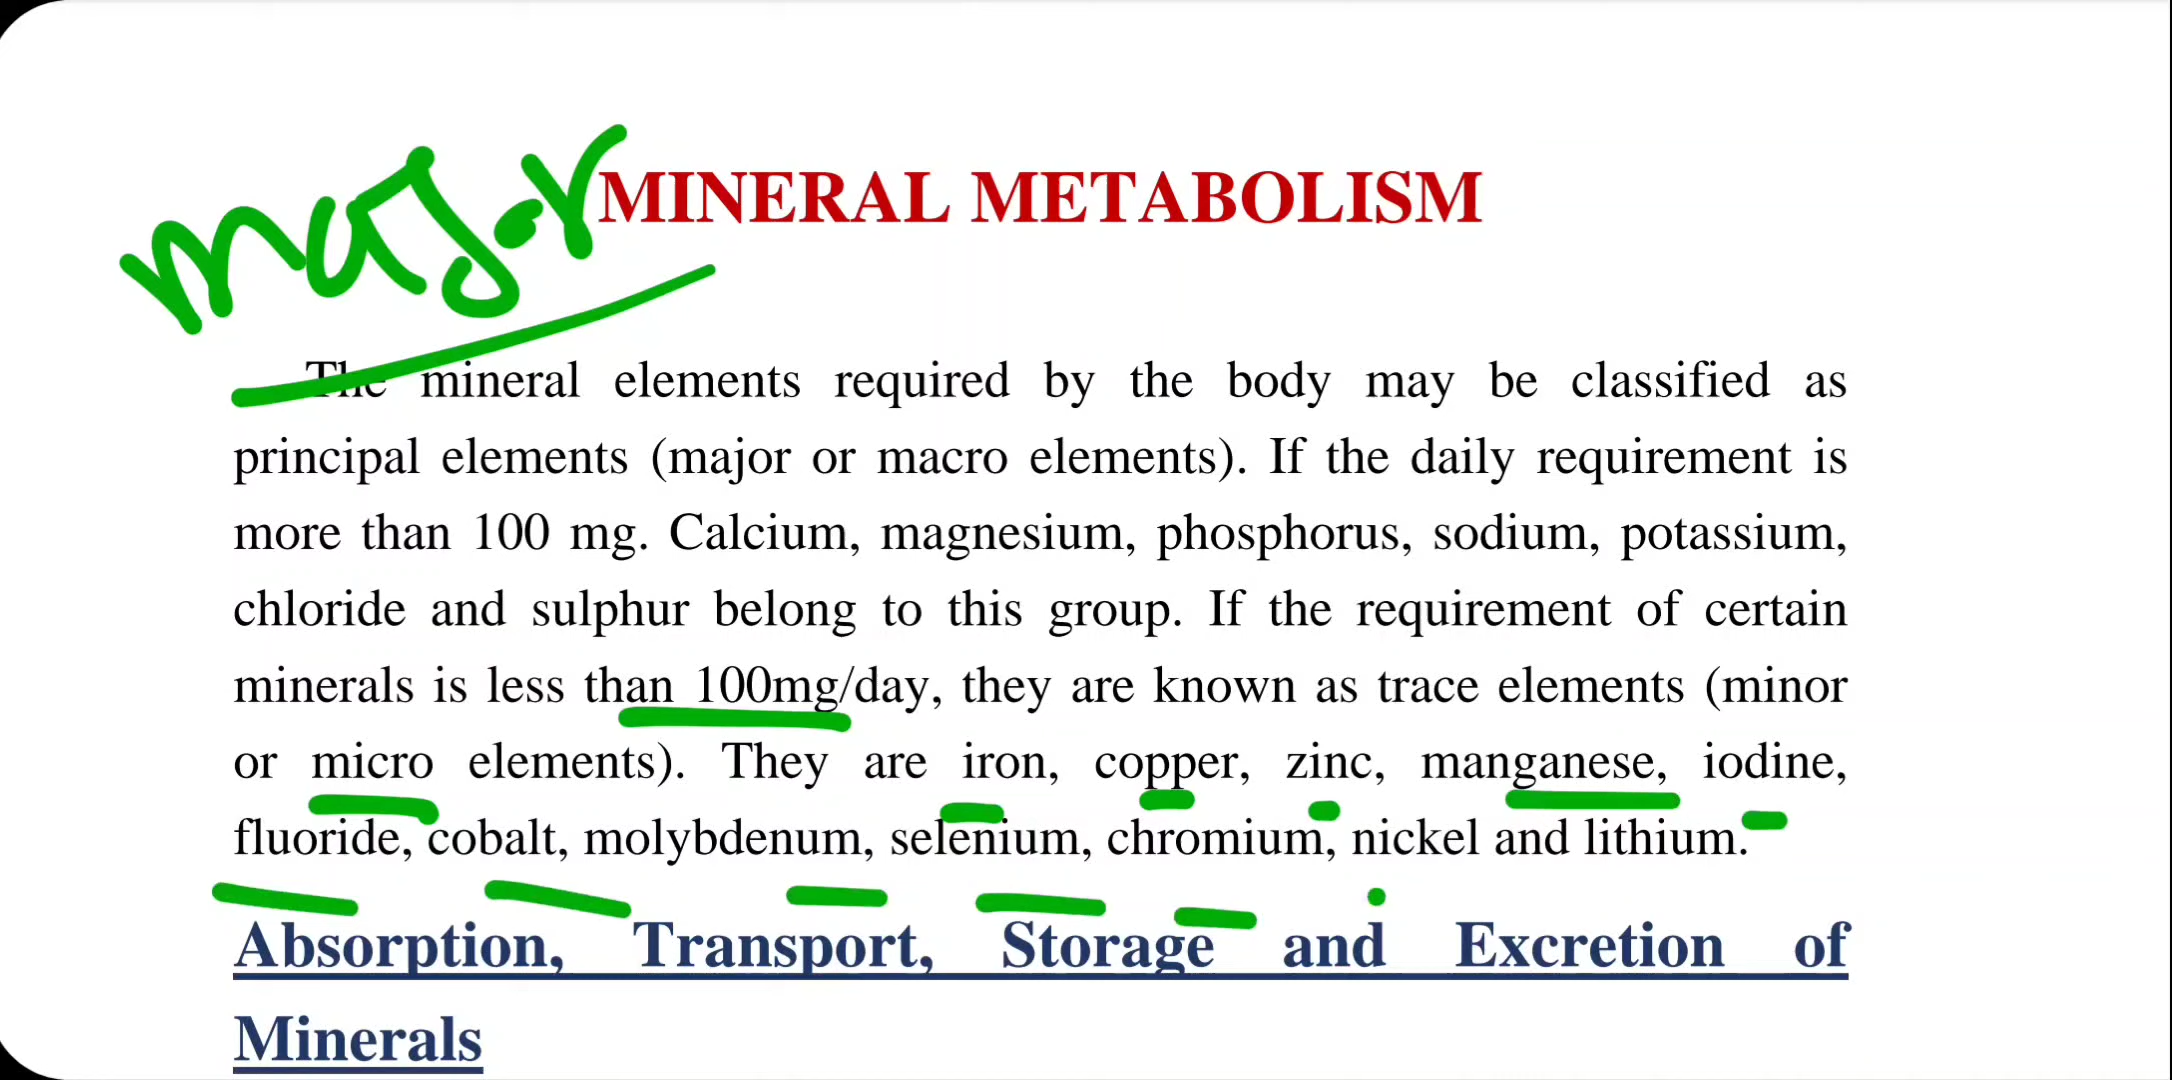 major
MINERAL METABOLISM
The mineral elements required by the body may be classified as
principal elements (major or macro elements). If the daily requirement is
more than 100 mg. Calcium, magnesium, phosphorus, sodium, potassium,
chloride and sulphur belong to this group. If the requirement of certain
minerals is less than 100mg/day, they are known as trace elements (minor
or micro elements). They are iron, copper, zinc, manganese, iodine,
fluoride, cobalt, molybdenum, selenium, chromium, nickel and lithium.
Absorption, Transport, Storage and Excretion of
Minerals